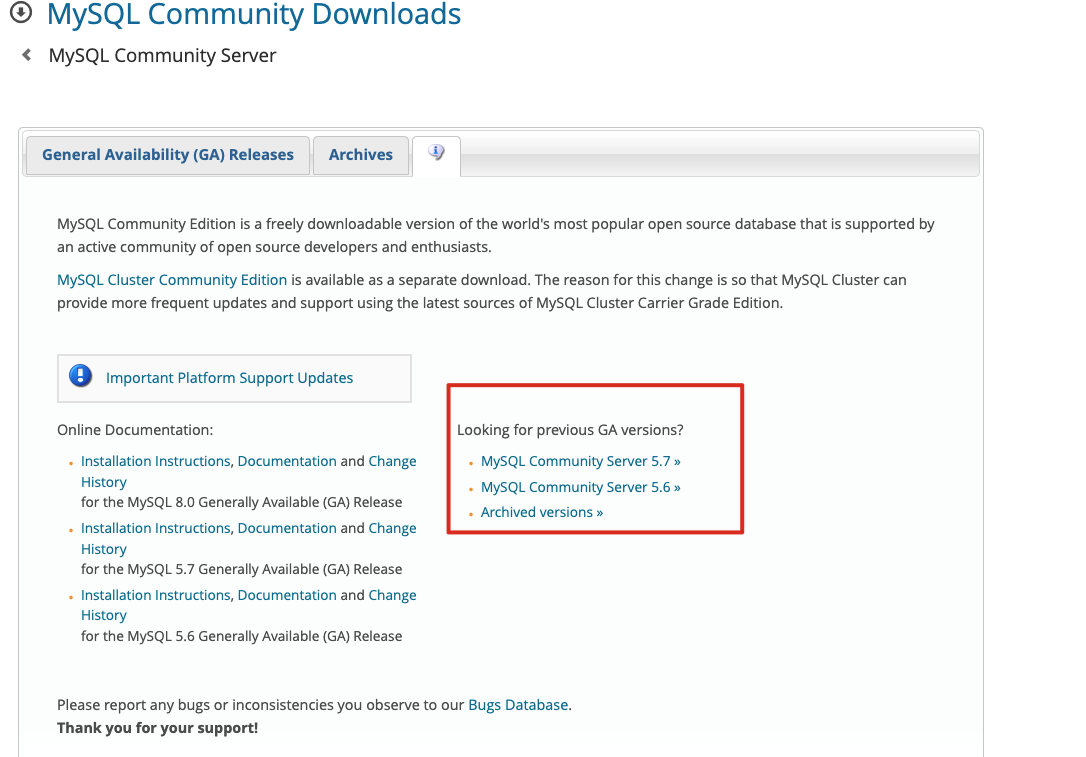 MySQL Community Downloads
MySQL Community Server
General Availability (GA) Releases
Archives
i
MySQL Community Edition is a freely downloadable version of the world's most popular open source database that is supported by
an active community of open source developers and enthusiasts.
MySQL Cluster Community Edition is available as a separate download. The reason for this change is so that MySQL Cluster can
provide more frequent updates and support using the latest sources of MySQL Cluster Carrier Grade Edition.
! Important Platform Support Updates
Online Documentation:
Installation Instructions, Documentation and Change
History
for the MySQL 8.0 Generally Available (GA) Release
Installation Instructions, Documentation and Change
History
for the MySQL 5.7 Generally Available (GA) Release
Installation Instructions, Documentation and Change
History
for the MySQL 5.6 Generally Available (GA) Release
Looking for previous GA versions?
MySQL Community Server 5.7 »
MySQL Community Server 5.6 »
Archived versions »
Please report any bugs or inconsistencies you observe to our Bugs Database.
Thank you for your support!